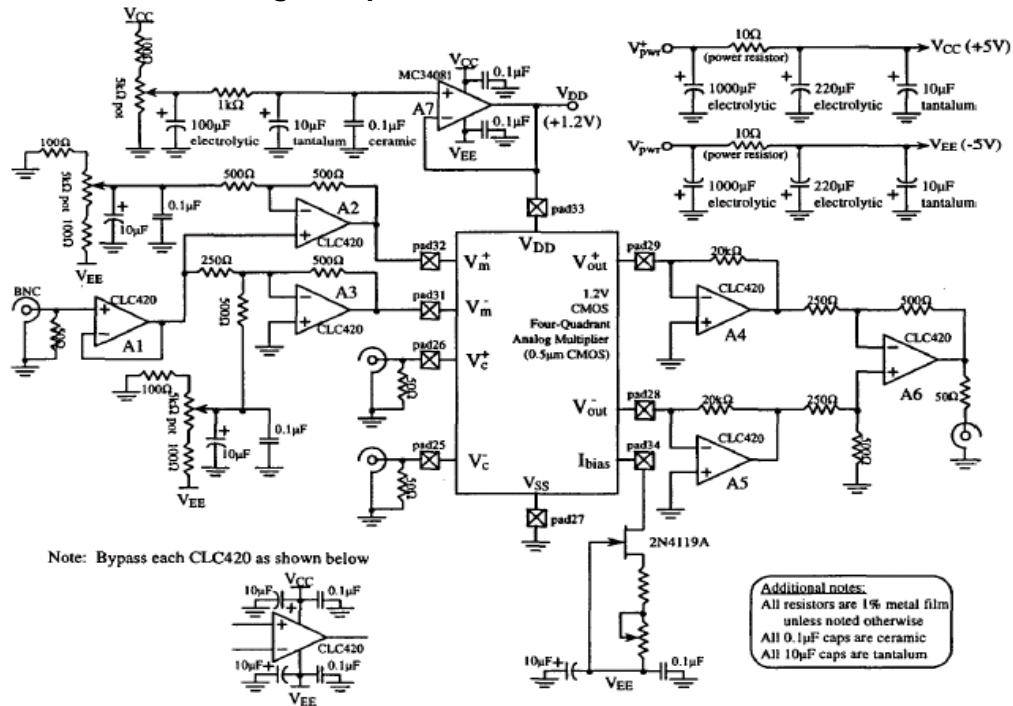 VCC
100Ω
5kΩ pot
1kΩ
100µF
electrolytic
10µF
tantalum
0.1µF
ceramic
MC34081
VCC
0.1µF
A7
0.1µF
VEE
VDD
(+1.2V)
V+pwr
10Ω
(power resistor)
VCC (+5V)
1000µF
electrolytic
220µF
electrolytic
10µF
tantalum
V-pwr
10Ω
(power resistor)
VEE (-5V)
1000µF
electrolytic
220µF
electrolytic
10µF
tantalum
100Ω
5kΩ pot
100Ω
VEE
10µF
0.1µF
500Ω
500Ω
A2
CLC420
BNC
50Ω
CLC420
A1
250Ω
500Ω
500Ω
A3
CLC420
100Ω
5kΩ pot
100Ω
VEE
10µF
0.1µF
pad33
pad32
pad31
pad26
pad25
50Ω
50Ω
VDD
Vm+
Vm-
Vc+
Vc-
VSS
pad27
1.2V
CMOS
Four-Quadrant
Analog Multiplier
(0.5µm CMOS)
Vout+
Vout-
Ibias
pad29
pad28
pad34
20kΩ
CLC420
A4
20kΩ
CLC420
A5
250Ω
500Ω
250Ω
500Ω
CLC420
A6
50Ω
2N4119A
10µF
0.1µF
VEE
Note: Bypass each CLC420 as shown below
VCC
10µF
0.1µF
CLC420
10µF
0.1µF
VEE
Additional notes:
All resistors are 1% metal film
unless noted otherwise
All 0.1µF caps are ceramic
All 10µF caps are tantalum